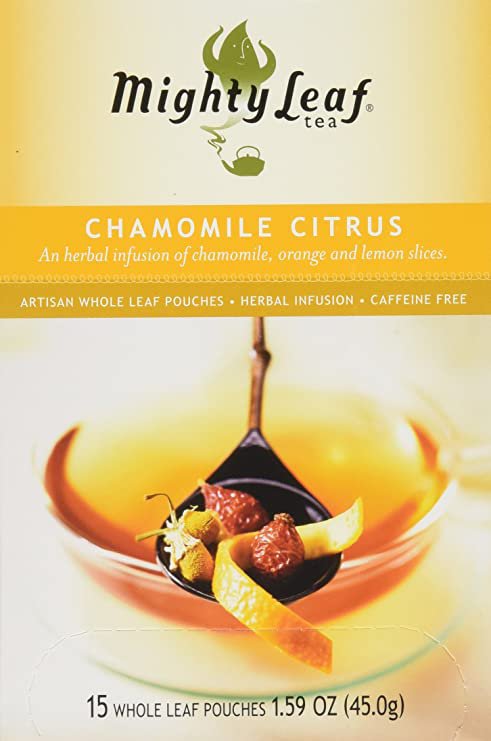 Mighty Leaf®
tea
CHAMOMILE CITRUS
An herbal infusion of chamomile, orange and lemon slices.
ARTISAN WHOLE LEAF POUCHES • HERBAL INFUSION • CAFFEINE FREE
15 WHOLE LEAF POUCHES 1.59 OZ (45.0g)